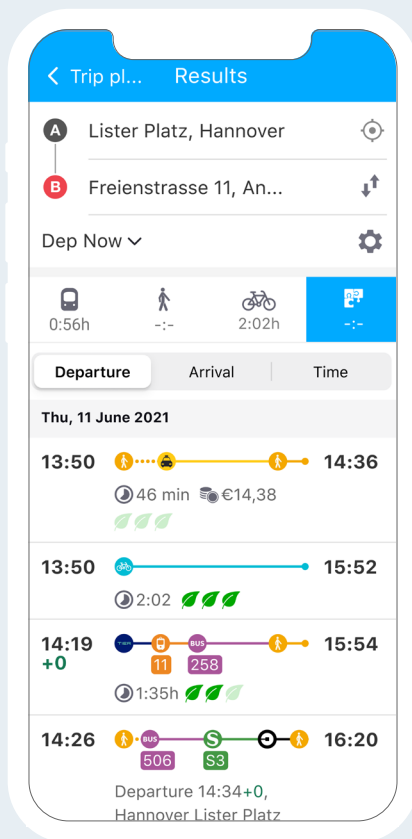 Trip pl... Results
A Lister Platz, Hannover
B Freienstrasse 11, An...
Dep Now
0:56h -:- 2:02h -:-
Departure Arrival Time
Thu, 11 June 2021
13:50 14:36
46 min €14,38
13:50 15:52
2:02
14:19 TIER BUS 15:54
+0 11 258
1:35h
14:26 BUS S 16:20
506 S3
Departure 14:34+0,
Hannover Lister Platz